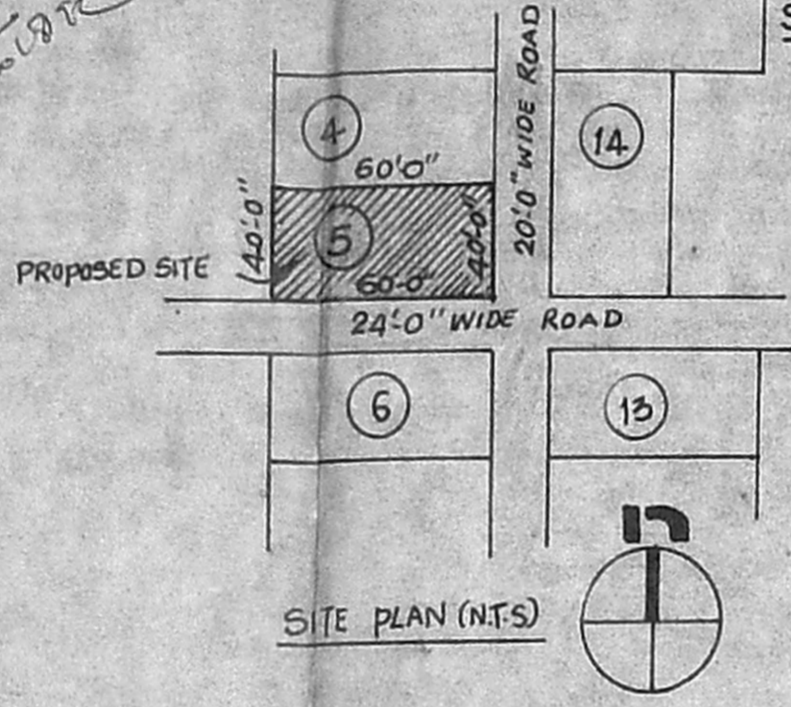 20'-0" WIDE ROAD
4
14
60'-0"
40'-0"
5
40'-0"
PROPOSED SITE
60'-0"
24'-0" WIDE ROAD
6
13
n
SITE PLAN (N.T.S)